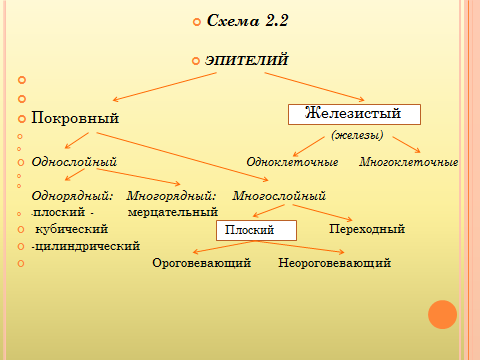 Схема 2.2
ЭПИТЕЛИЙ
Покровный Железистый
(железы)
Однослойный Одноклеточные Многоклеточные
Однорядный: Многорядный: Многослойный
-плоский - мерцательный
кубический Плоский Переходный
-цилиндрический
Ороговевающий Неороговевающий